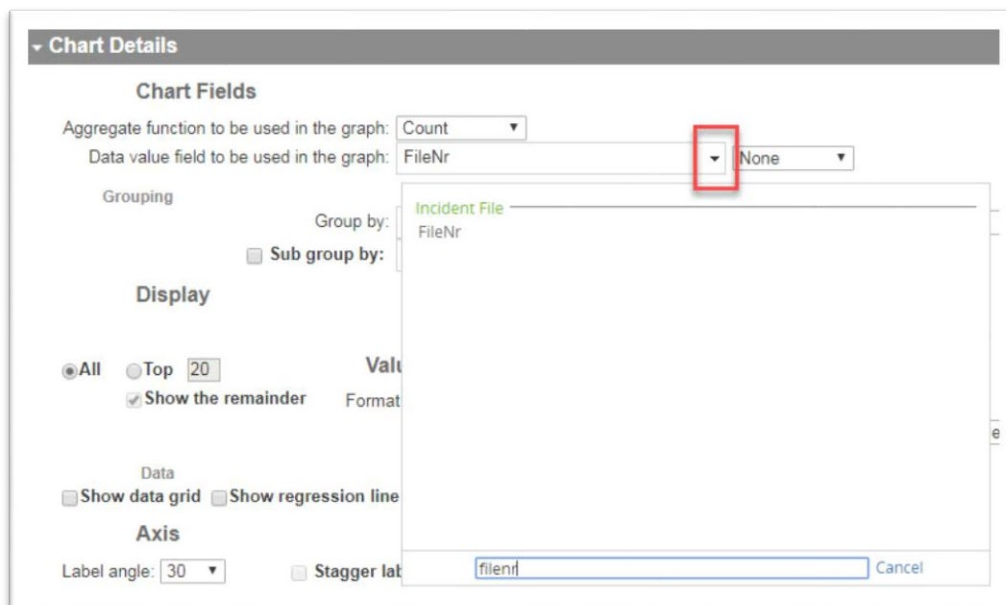 Chart Details
Chart Fields
Aggregate function to be used in the graph: Count
Data value field to be used in the graph: FileNr None
Grouping
Group by:
Incident File
FileNr
Sub group by:
Display
All Top 20 Valu
Show the remainder Format
e
Data
Show data grid Show regression line
Axis
Label angle: 30 Stagger lab
filenr Cancel